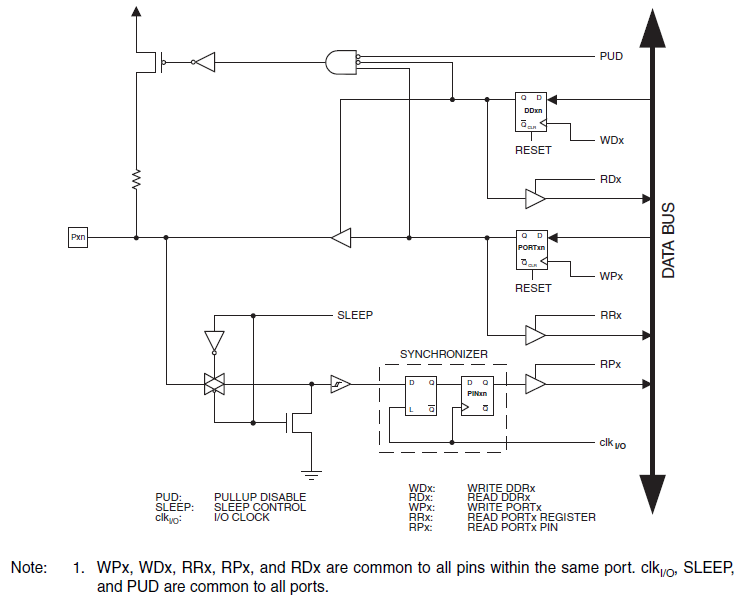 PUD
Q D
DDxn
Q CLR
WDx
RESET
RDx
Pxn
Q D
PORTxn
Q CLR
WPx
RESET
DATA BUS
SLEEP
RRx
SYNCHRONIZER
RPx
D Q
L Q
D Q
PINxn
Q
clk I/O
PUD: PULLUP DISABLE
SLEEP: SLEEP CONTROL
clkI/O: I/O CLOCK
WDx: WRITE DDRx
RDx: READ DDRx
WPx: WRITE PORTx
RRx: READ PORTx REGISTER
RPx: READ PORTx PIN
Note: 1. WPx, WDx, RRx, RPx, and RDx are common to all pins within the same port. clkI/O, SLEEP,
and PUD are common to all ports.